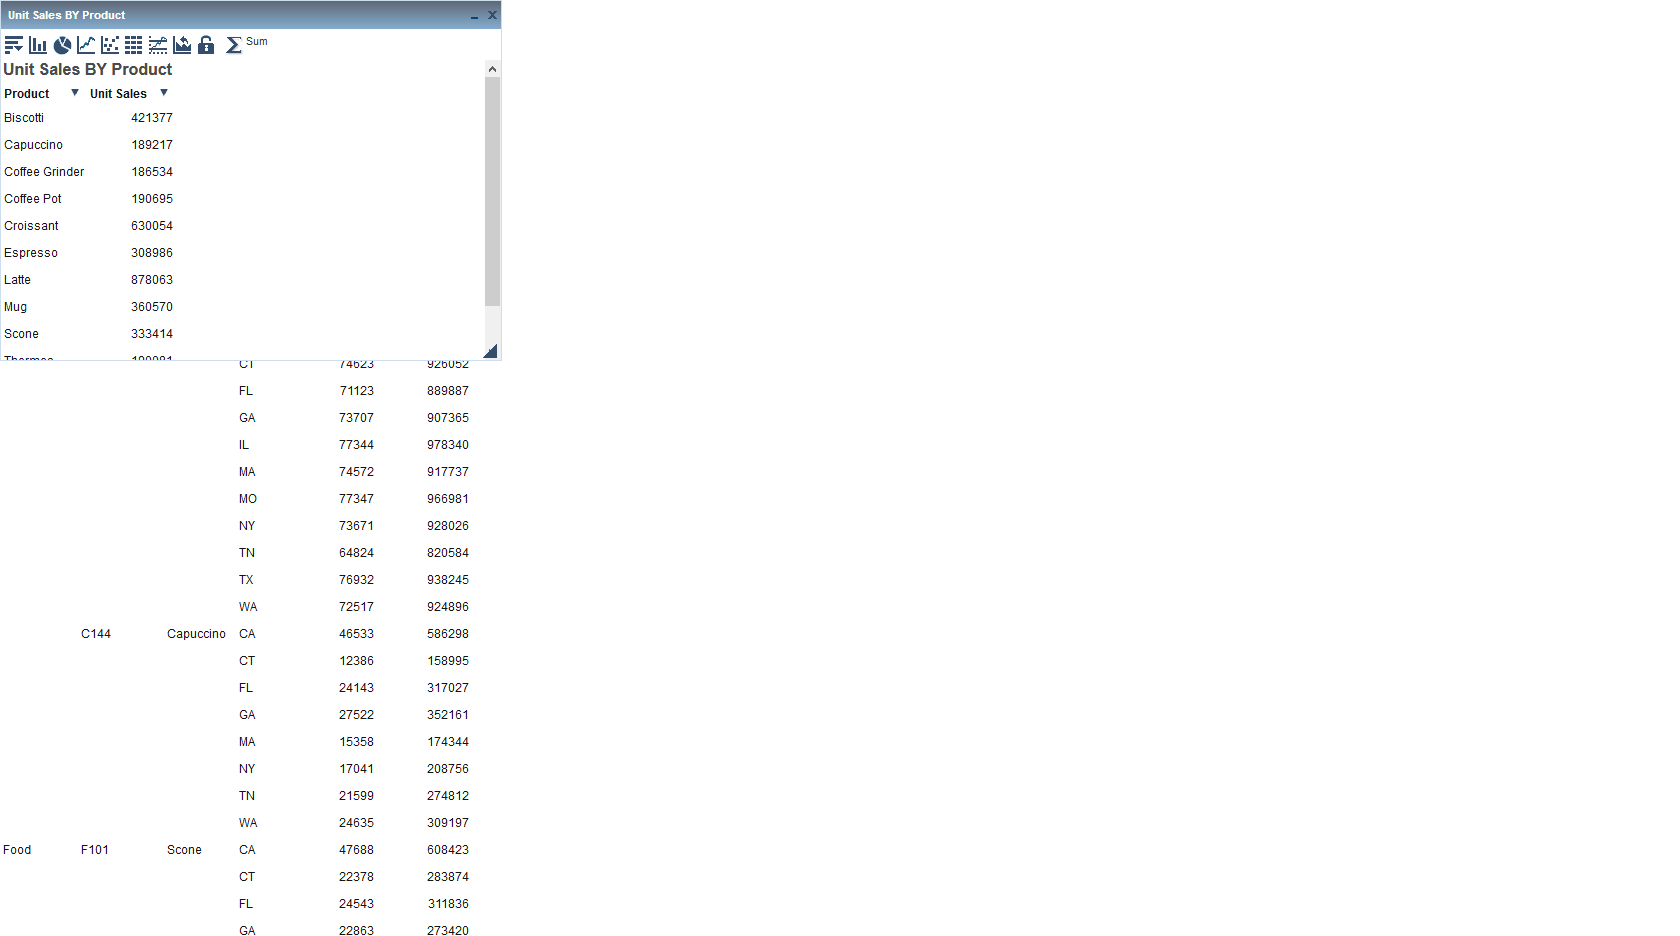 Unit Sales BY Product
Sum
Unit Sales BY Product
Product Unit Sales
Biscotti 421377
Capuccino 189217
Coffee Grinder 186534
Coffee Pot 190695
Croissant 630054
Espresso 308986
Latte 878063
Mug 360570
Scone 333414
CT 74623 926052
FL 71123 889887
GA 73707 907365
IL 77344 978340
MA 74572 917737
MO 77347 966981
NY 73671 928026
TN 64824 820584
TX 76932 938245
WA 72517 924896
C144 Capuccino CA 46533 586298
CT 12386 158995
FL 24143 317027
GA 27522 352161
MA 15358 174344
NY 17041 208756
TN 21599 274812
WA 24635 309197
Food F101 Scone CA 47688 608423
CT 22378 283874
FL 24543 311836
GA 22863 273420